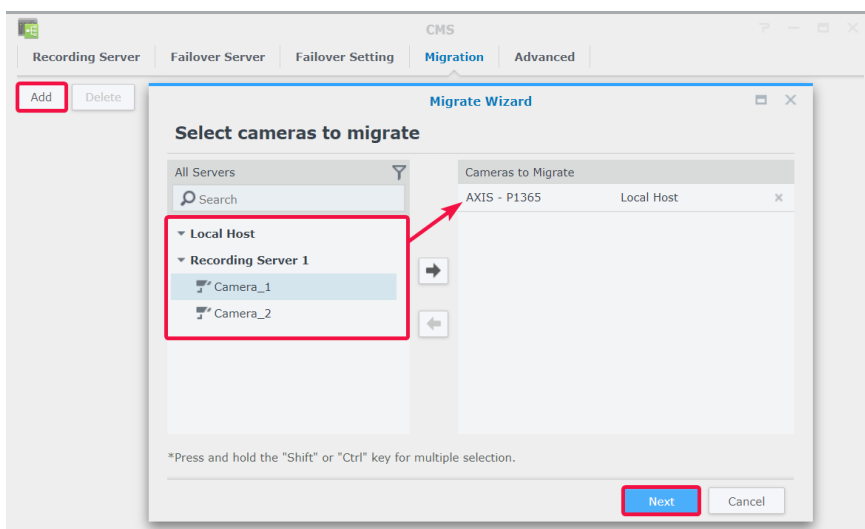 CMS
Recording Server Failover Server Failover Setting Migration Advanced
Add Delete
Migrate Wizard
Select cameras to migrate
All Servers
Search
Local Host
Recording Server 1
Camera_1
Camera_2
Cameras to Migrate
AXIS - P1365 Local Host
*Press and hold the "Shift" or "Ctrl" key for multiple selection.
Next Cancel